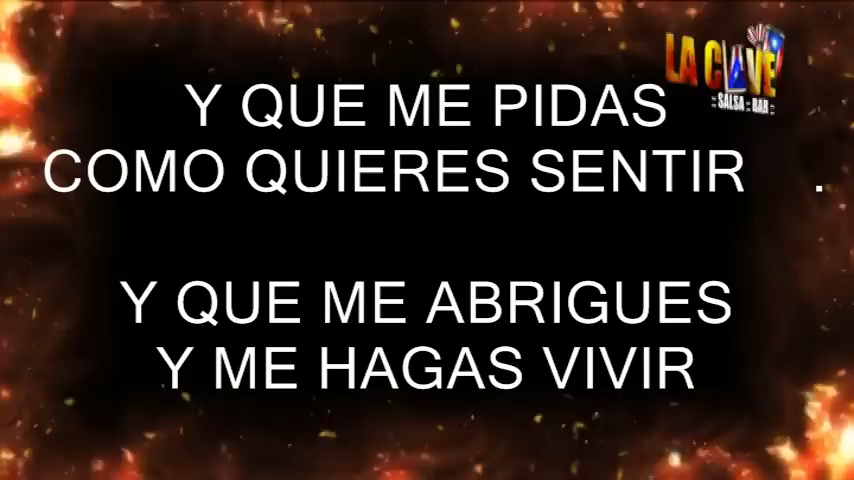 LA CLAVE
SALSA BAR
Y QUE ME PIDAS
COMO QUIERES SENTIR .
Y QUE ME ABRIGUES
Y ME HAGAS VIVIR